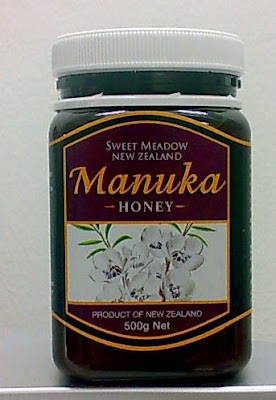 SWEET MEADOW
NEW ZEALAND
Manuka
HONEY
PRODUCT OF NEW ZEALAND
500g Net